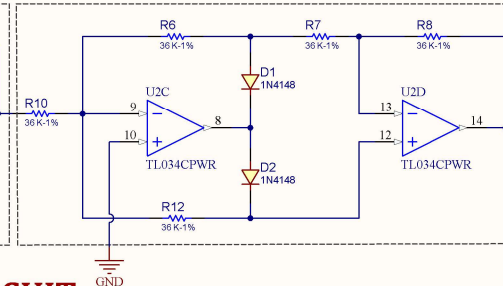 R6
36 K-1%
R7
36 K-1%
R8
36 K-1%
D1
1N4148
R10
36 K-1%
U2C
9
8
10
TL034CPWR
U2D
13
14
12
TL034CPWR
D2
1N4148
R12
36 K-1%
GND